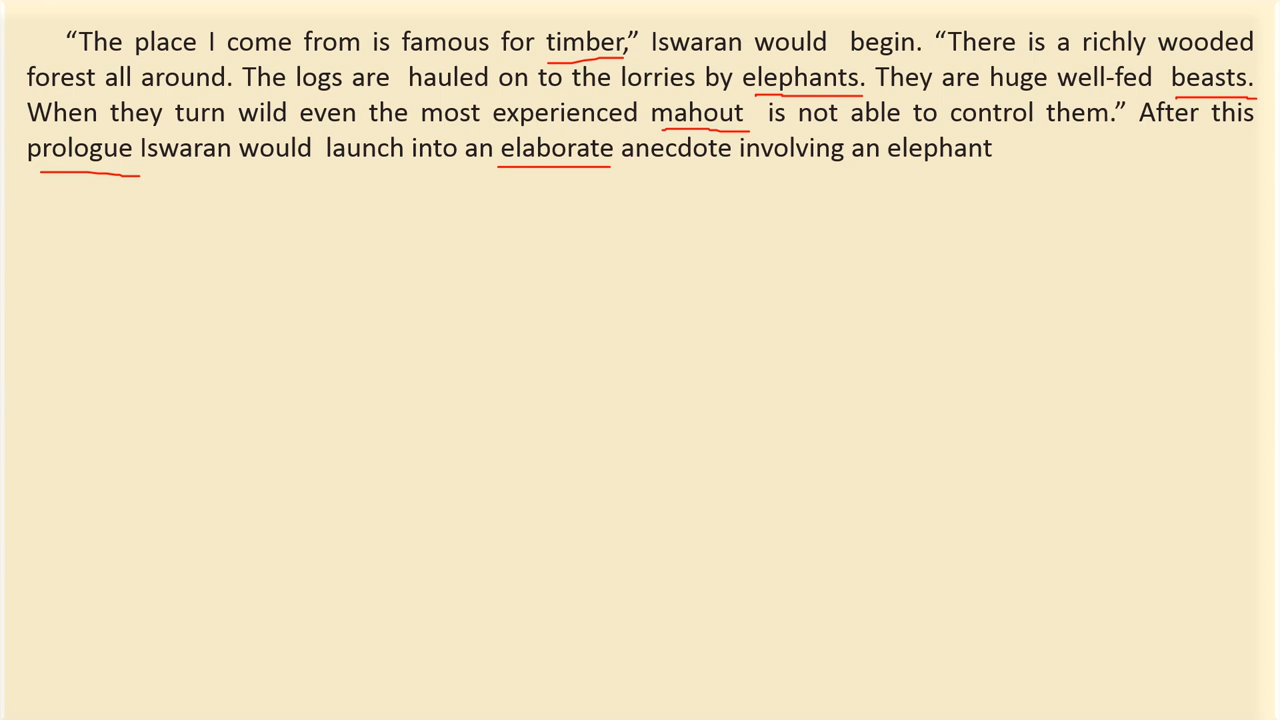 “The place I come from is famous for timber,” Iswaran would begin. “There is a richly wooded
forest all around. The logs are hauled on to the lorries by elephants. They are huge well-fed beasts.
When they turn wild even the most experienced mahout is not able to control them.” After this
prologue Iswaran would launch into an elaborate anecdote involving an elephant